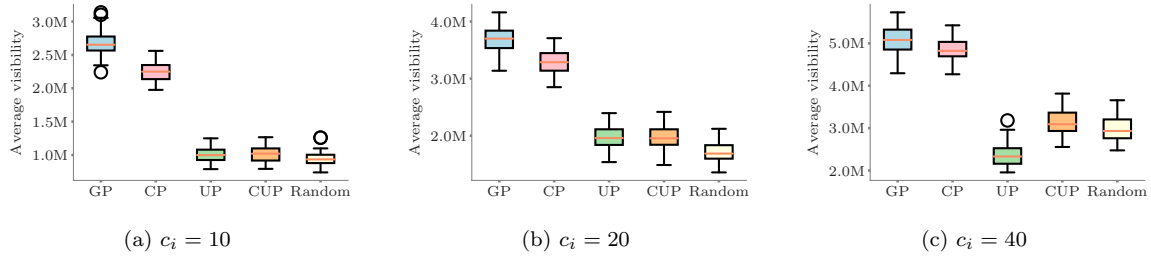 Average visibility
3.0M
2.5M
2.0M
1.5M
1.0M
GP CP UP CUP Random
(a) c_i = 10
Average visibility
4.0M
3.0M
2.0M
GP CP UP CUP Random
(b) c_i = 20
Average visibility
5.0M
4.0M
3.0M
2.0M
GP CP UP CUP Random
(c) c_i = 40